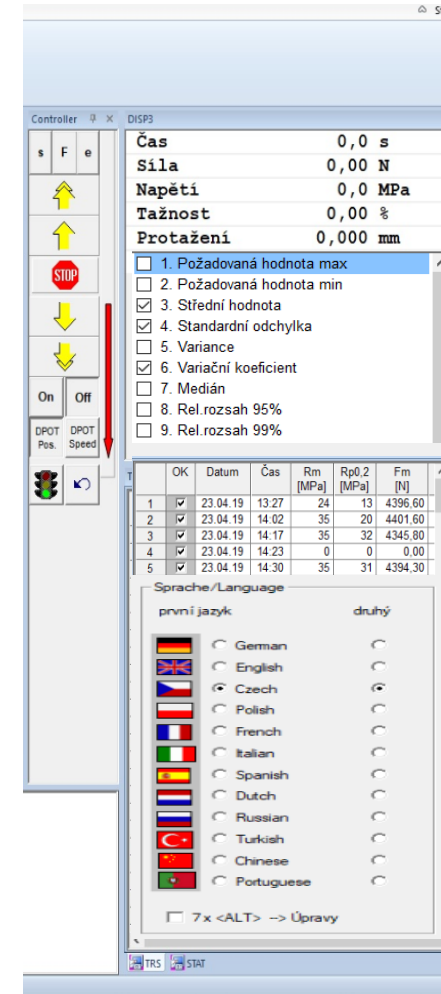 S
Controller
DISP3
s F e
STOP
On Off
DPOT Pos. DPOT Speed
Čas 0,0 s
Síla 0,00 N
Napětí 0,0 MPa
Tažnost 0,00 %
Protažení 0,000 mm
1. Požadovaná hodnota max
2. Požadovaná hodnota min
3. Střední hodnota
4. Standardní odchylka
5. Variance
6. Variační koeficient
7. Medián
8. Rel.rozsah 95%
9. Rel.rozsah 99%
T
OK Datum Čas Rm [MPa] Rp0,2 [MPa] Fm [N]
1 23.04.19 13:27 24 13 4396,60
2 23.04.19 14:02 35 20 4401,60
3 23.04.19 14:17 35 32 4345,80
4 23.04.19 14:23 0 0 0,00
5 23.04.19 14:30 35 31 4394,30
Sprache/Language
první jazyk druhý
German
English
Czech
Polish
French
Italian
Spanish
Dutch
Russian
Turkish
Chinese
Portuguese
7 x <ALT> --> Úpravy
TRS STAT